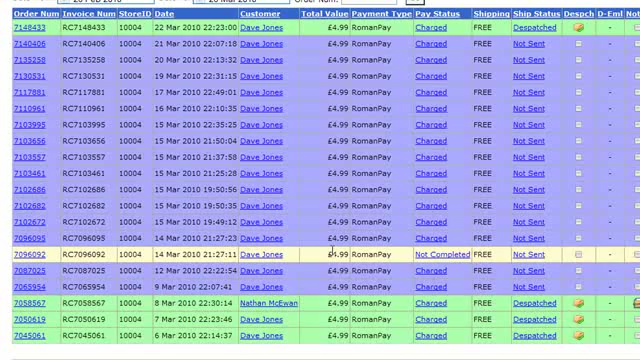 Order Num Invoice Num StoreID Date Customer Total Value Payment Type Pay Status Shipping Ship Status Despch D-Eml
7148433 RC7148433 10004 22 Mar 2010 22:23:00 Dave Jones £4.99 RomanPay Charged FREE Despatched -
7140406 RC7140406 10004 21 Mar 2010 22:07:18 Dave Jones £4.99 RomanPay Charged FREE Not Sent -
7135258 RC7135258 10004 20 Mar 2010 22:13:32 Dave Jones £4.99 RomanPay Charged FREE Not Sent -
7130531 RC7130531 10004 19 Mar 2010 22:31:15 Dave Jones £4.99 RomanPay Charged FREE Not Sent -
7117881 RC7117881 10004 17 Mar 2010 22:49:01 Dave Jones £4.99 RomanPay Charged FREE Not Sent -
7110961 RC7110961 10004 16 Mar 2010 22:10:35 Dave Jones £4.99 RomanPay Charged FREE Not Sent -
7103995 RC7103995 10004 15 Mar 2010 22:35:25 Dave Jones £4.99 RomanPay Charged FREE Not Sent -
7103656 RC7103656 10004 15 Mar 2010 21:50:04 Dave Jones £4.99 RomanPay Charged FREE Not Sent -
7103557 RC7103557 10004 15 Mar 2010 21:37:58 Dave Jones £4.99 RomanPay Charged FREE Not Sent -
7103461 RC7103461 10004 15 Mar 2010 21:25:28 Dave Jones £4.99 RomanPay Charged FREE Not Sent -
7102686 RC7102686 10004 15 Mar 2010 19:50:56 Dave Jones £4.99 RomanPay Charged FREE Not Sent -
7102682 RC7102682 10004 15 Mar 2010 19:50:35 Dave Jones £4.99 RomanPay Charged FREE Not Sent -
7102672 RC7102672 10004 15 Mar 2010 19:49:12 Dave Jones £4.99 RomanPay Charged FREE Not Sent -
7096095 RC7096095 10004 14 Mar 2010 21:27:23 Dave Jones £4.99 RomanPay Charged FREE Not Sent -
7096092 RC7096092 10004 14 Mar 2010 21:27:11 Dave Jones £4.99 RomanPay Not Completed FREE Not Sent -
7087025 RC7087025 10004 12 Mar 2010 22:22:54 Dave Jones £4.99 RomanPay Charged FREE Not Sent -
7065954 RC7065954 10004 9 Mar 2010 22:07:41 Dave Jones £4.99 RomanPay Charged FREE Not Sent -
7058567 RC7058567 10004 8 Mar 2010 22:30:14 Nathan McEwan £4.99 RomanPay Charged FREE Despatched -
7050619 RC7050619 10004 7 Mar 2010 22:23:46 Dave Jones £4.99 RomanPay Charged FREE Despatched -
7045061 RC7045061 10004 6 Mar 2010 22:14:37 Dave Jones £4.99 RomanPay Charged FREE Despatched -